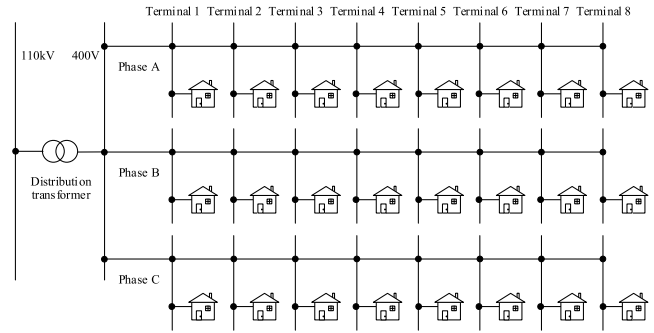 Terminal 1 Terminal 2 Terminal 3 Terminal 4 Terminal 5 Terminal 6 Terminal 7 Terminal 8
110kV 400V
Phase A
Phase B
Distribution
transformer
Phase C